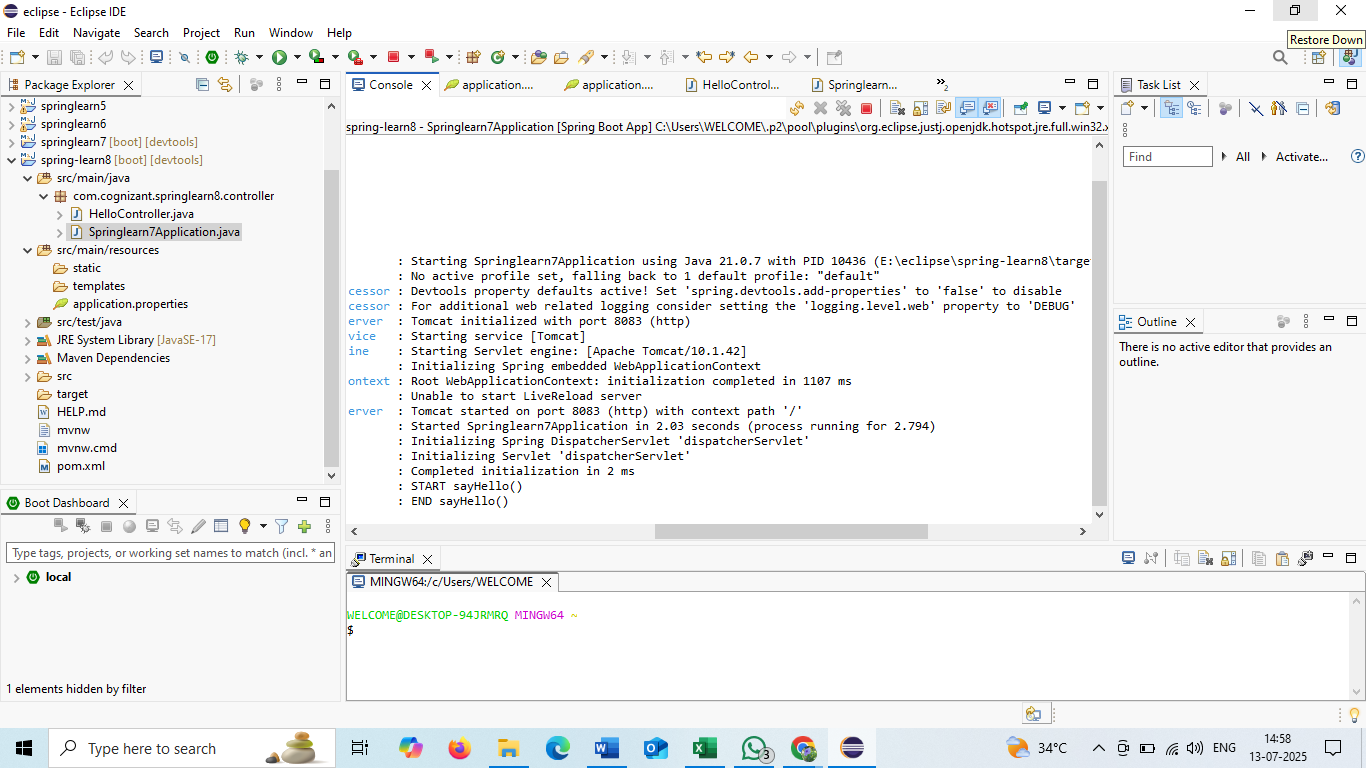 eclipse - Eclipse IDE
File Edit Navigate Search Project Run Window Help
Restore Down
Package Explorer
springlearn5
springlearn6
springlearn7 [boot] [devtools]
spring-learn8 [boot] [devtools]
src/main/java
com.cognizant.springlearn8.controller
HelloController.java
Springlearn7Application.java
src/main/resources
static
templates
application.properties
src/test/java
JRE System Library [JavaSE-17]
Maven Dependencies
src
target
HELP.md
mvnw
mvnw.cmd
pom.xml
Boot Dashboard
Type tags, projects, or working set names to match (incl. * an
local
1 elements hidden by filter
Console application.... application.... HelloControl... Springlearn... »2
spring-learn8 - Springlearn7Application [Spring Boot App] C:\Users\WELCOME\.p2\pool\plugins\org.eclipse.justj.openjdk.hotspot.jre.full.win32.x
: Starting Springlearn7Application using Java 21.0.7 with PID 10436 (E:\eclipse\spring-learn8\target
: No active profile set, falling back to 1 default profile: "default"
cessor : Devtools property defaults active! Set 'spring.devtools.add-properties' to 'false' to disable
cessor : For additional web related logging consider setting the 'logging.level.web' property to 'DEBUG'
erver : Tomcat initialized with port 8083 (http)
vice : Starting service [Tomcat]
ine : Starting Servlet engine: [Apache Tomcat/10.1.42]
: Initializing Spring embedded WebApplicationContext
ontext : Root WebApplicationContext: initialization completed in 1107 ms
: Unable to start LiveReload server
erver : Tomcat started on port 8083 (http) with context path '/'
: Started Springlearn7Application in 2.03 seconds (process running for 2.794)
: Initializing Spring DispatcherServlet 'dispatcherServlet'
: Initializing Servlet 'dispatcherServlet'
: Completed initialization in 2 ms
: START sayHello()
: END sayHello()
Terminal
MINGW64:/c/Users/WELCOME
WELCOME@DESKTOP-94JRMRQ MINGW64 ~
$
Task List
Find All Activate...
Outline
There is no active editor that provides an
outline.
Type here to search
3
34°C
ENG
14:58
13-07-2025